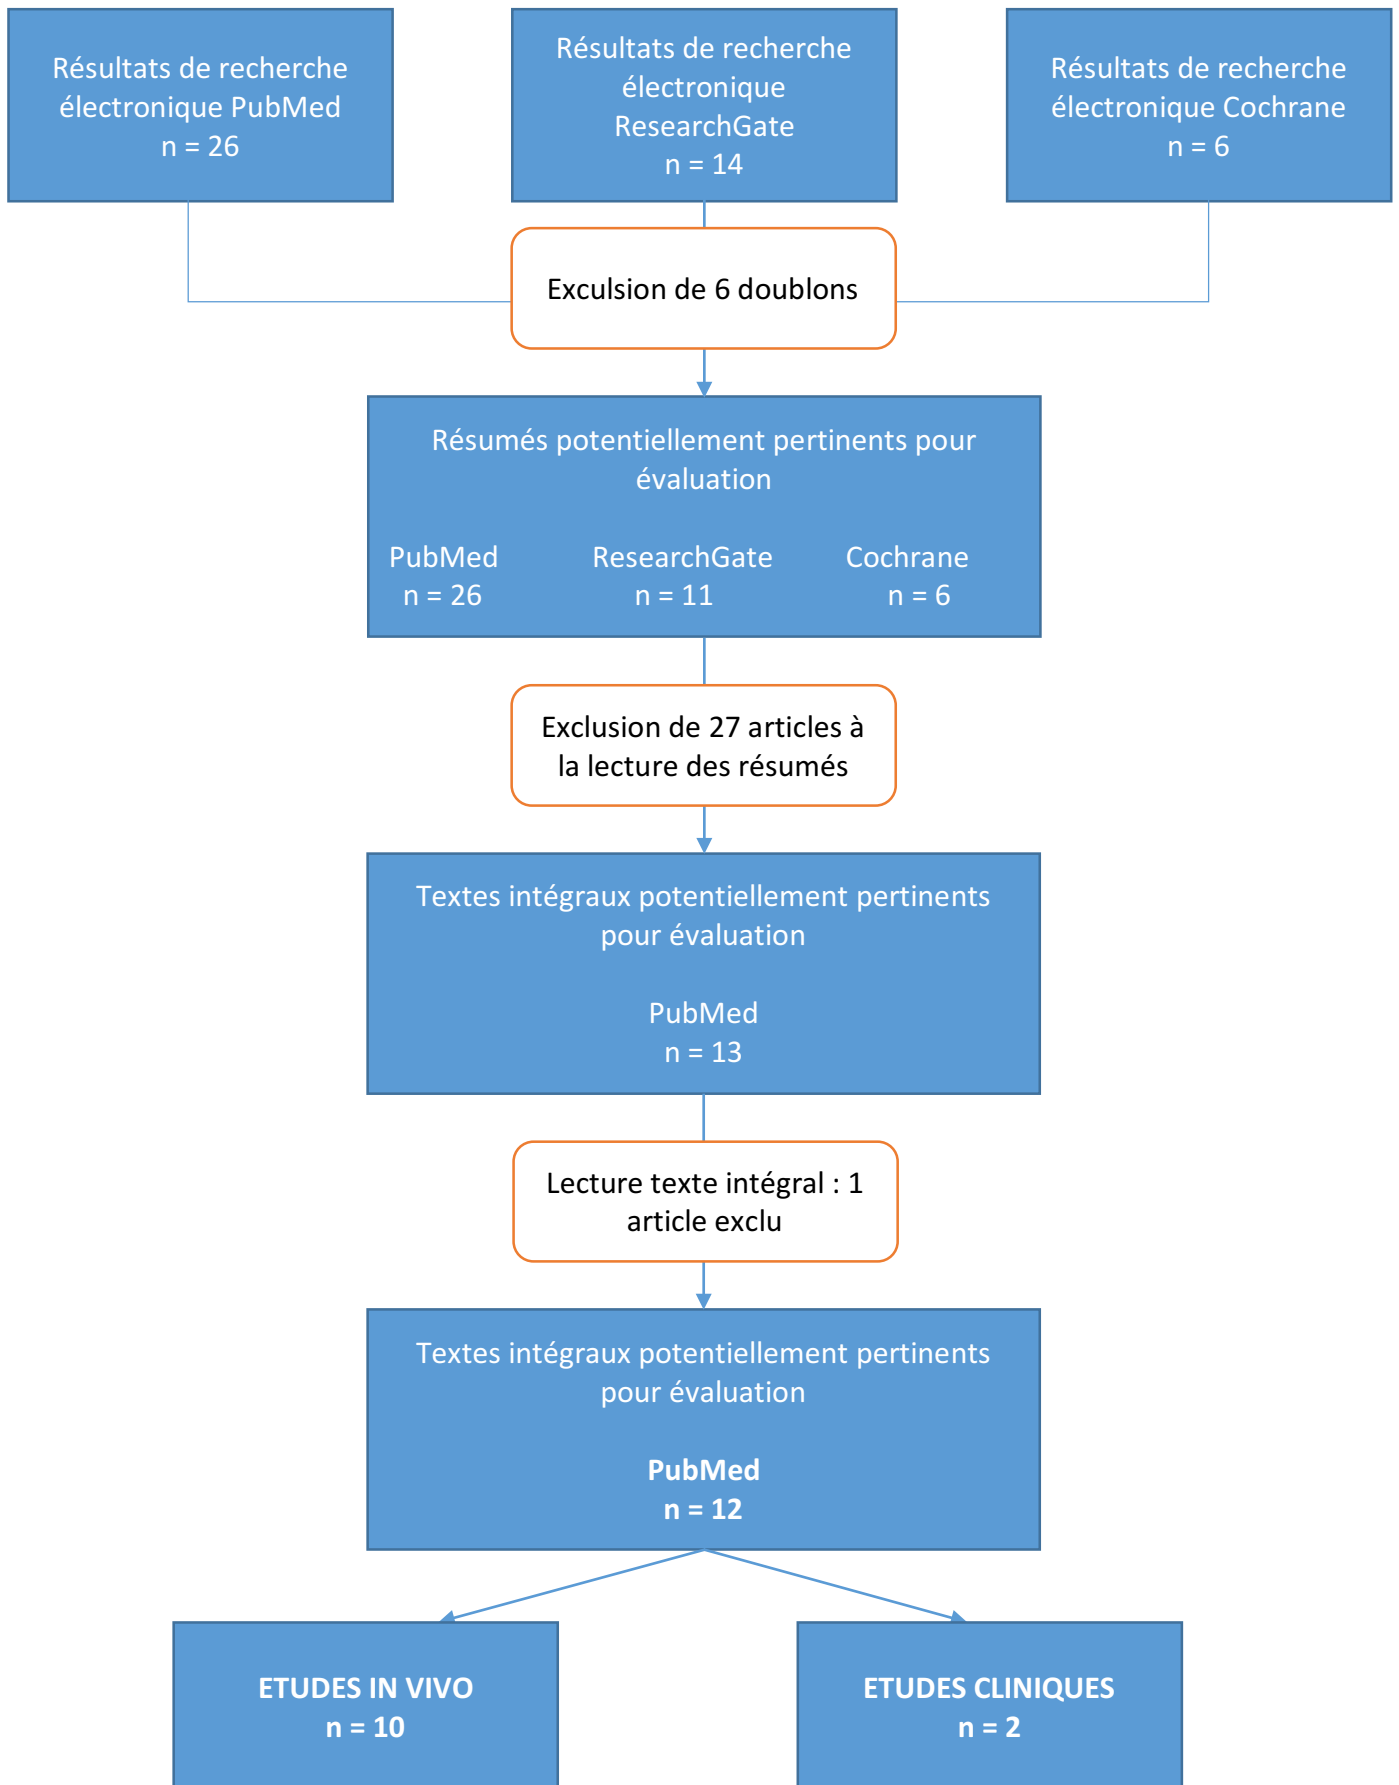 Résultats de recherche
électronique PubMed
n = 26
Résultats de recherche
électronique
ResearchGate
n = 14
Résultats de recherche
électronique Cochrane
n = 6
Exculsion de 6 doublons
Résumés potentiellement pertinents pour
évaluation
PubMed ResearchGate Cochrane
n = 26 n = 11 n = 6
Exclusion de 27 articles à
la lecture des résumés
Textes intégraux potentiellement pertinents
pour évaluation
PubMed
n = 13
Lecture texte intégral : 1
article exclu
Textes intégraux potentiellement pertinents
pour évaluation
PubMed
n = 12
ETUDES IN VIVO
n = 10
ETUDES CLINIQUES
n = 2